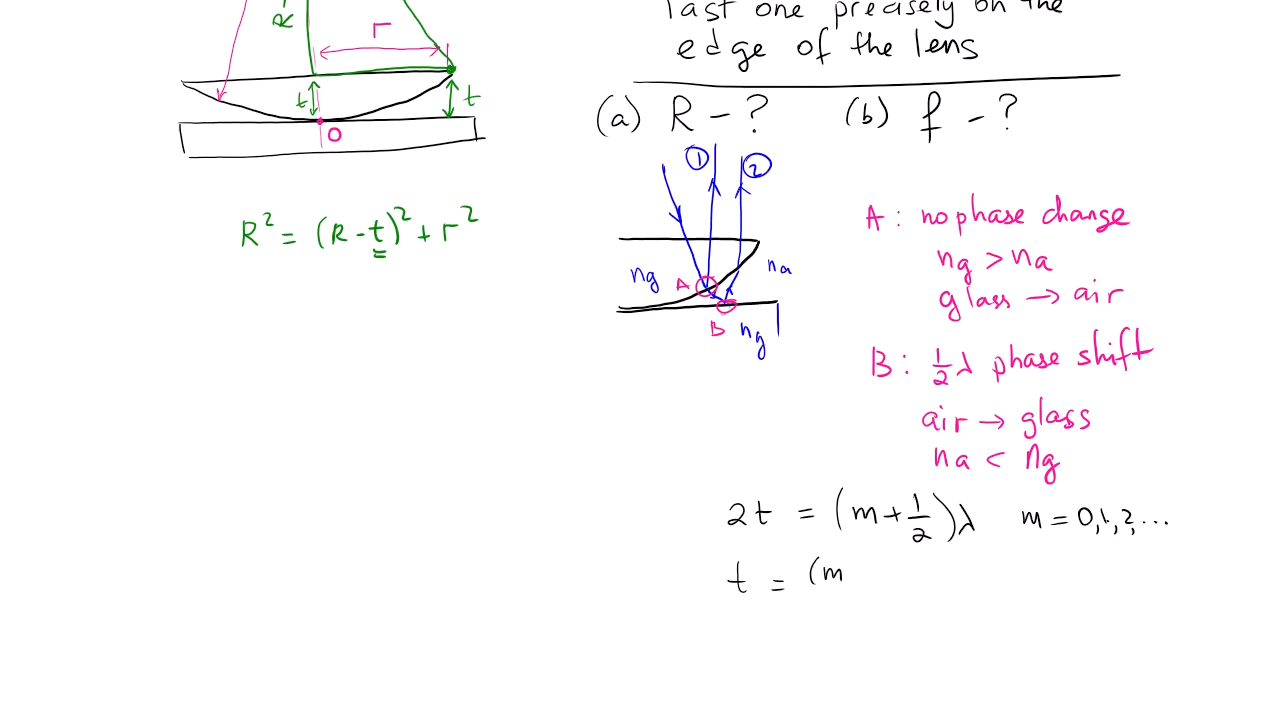 last one precisely on the
edge of the lens
R-
r
t
t
O
(a) R - ? (b) f - ?
① ②
R² = (R - t)² + r²
ng A na
B ng
A : no phase change
ng > na
glass → air
B : ½ λ phase shift
air → glass
na < ng
2t = (m + ½) λ m = 0, 1, 2, ...
t = (m